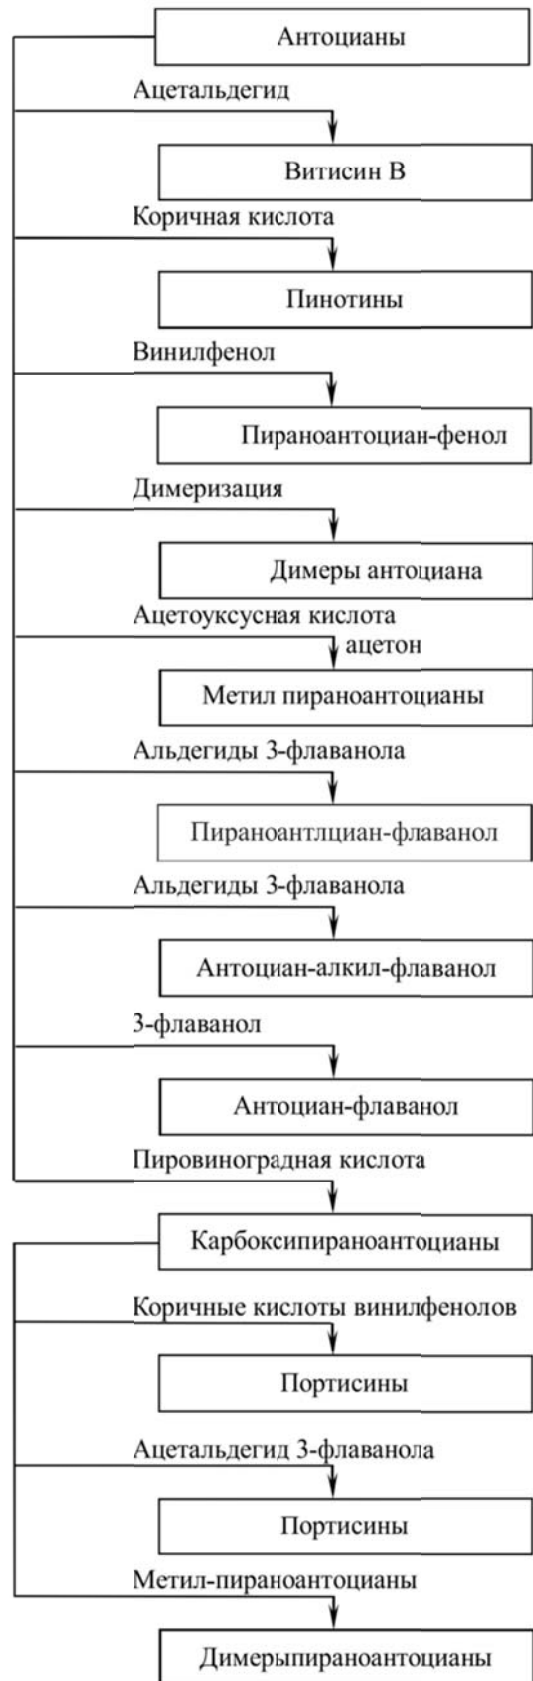 Антоцианы
Ацетальдегид
Витисин В
Коричная кислота
Пинотины
Винилфенол
Пираноантоциан-фенол
Димеризация
Димеры антоциана
Ацетоуксусная кислота
ацетон
Метил пираноантоцианы
Альдегиды 3-флаванола
Пираноантлциан-флаванол
Альдегиды 3-флаванола
Антоциан-алкил-флаванол
3-флаванол
Антоциан-флаванол
Пировиноградная кислота
Карбоксипираноантоцианы
Коричные кислоты винилфенолов
Портисины
Ацетальдегид 3-флаванола
Портисины
Метил-пираноантоцианы
Димерыпираноантоцианы